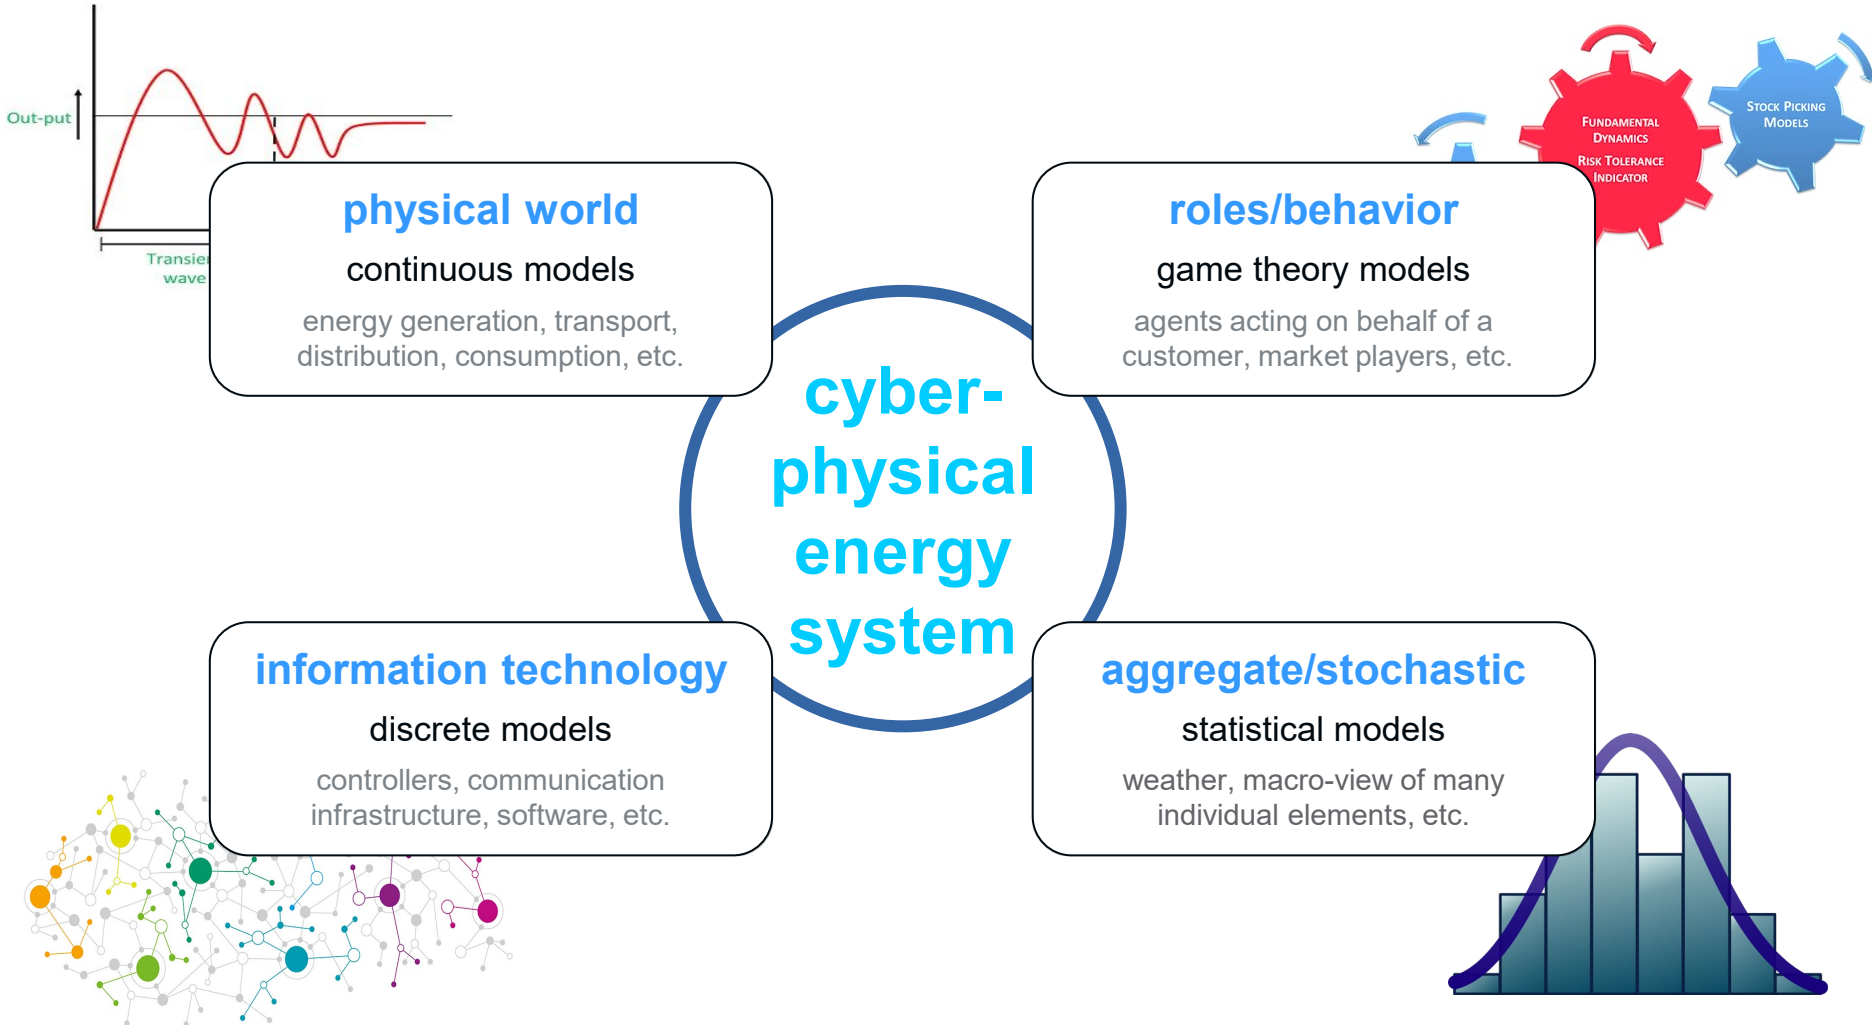 Out-put
Transie
wave
physical world
continuous models
energy generation, transport,
distribution, consumption, etc.
FUNDAMENTAL
DYNAMICS
RISK TOLERANCE
INDICATOR
STOCK PICKING
MODELS
roles/behavior
game theory models
agents acting on behalf of a
customer, market players, etc.
cyber-
physical
energy
system
information technology
discrete models
controllers, communication
infrastructure, software, etc.
aggregate/stochastic
statistical models
weather, macro-view of many
individual elements, etc.